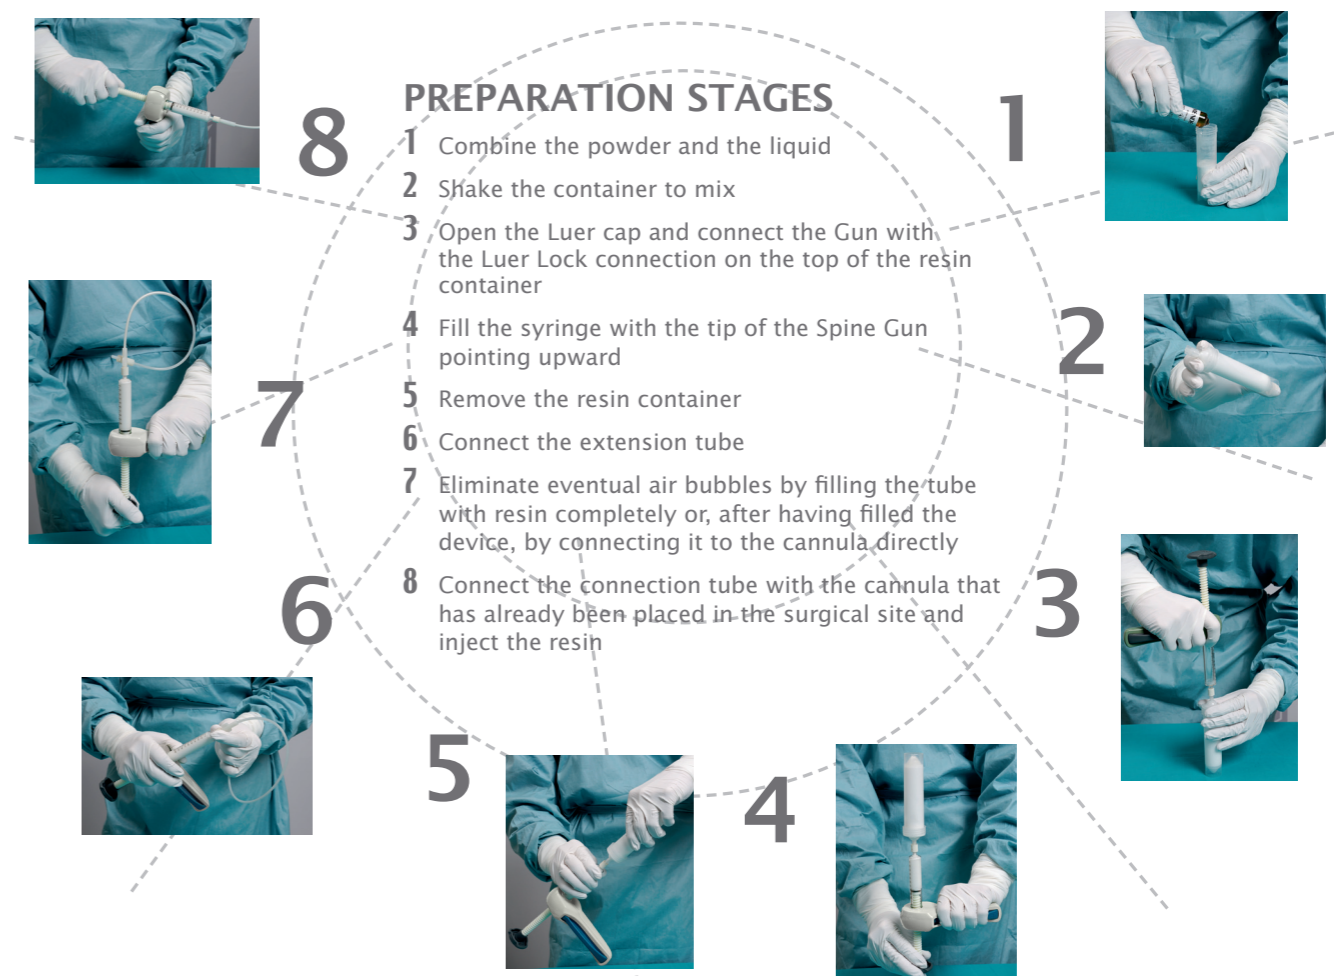 PREPARATION STAGES
1 Combine the powder and the liquid
2 Shake the container to mix
3 Open the Luer cap and connect the Gun with
the Luer Lock connection on the top of the resin
container
4 Fill the syringe with the tip of the Spine Gun
pointing upward
5 Remove the resin container
6 Connect the extension tube
7 Eliminate eventual air bubbles by filling the tube
with resin completely or, after having filled the
device, by connecting it to the cannula directly
8 Connect the connection tube with the cannula that
has already been placed in the surgical site and
inject the resin
1
2
3
4
5
6
7
8